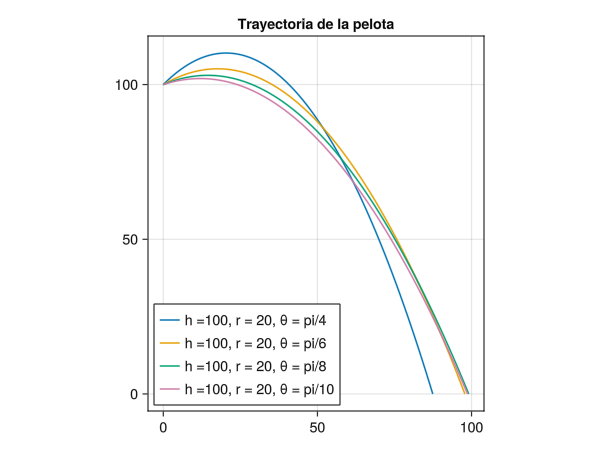 Trayectoria de la pelota
100
50
0
h =100, r = 20, θ = pi/4
h =100, r = 20, θ = pi/6
h =100, r = 20, θ = pi/8
h =100, r = 20, θ = pi/10
0 50 100